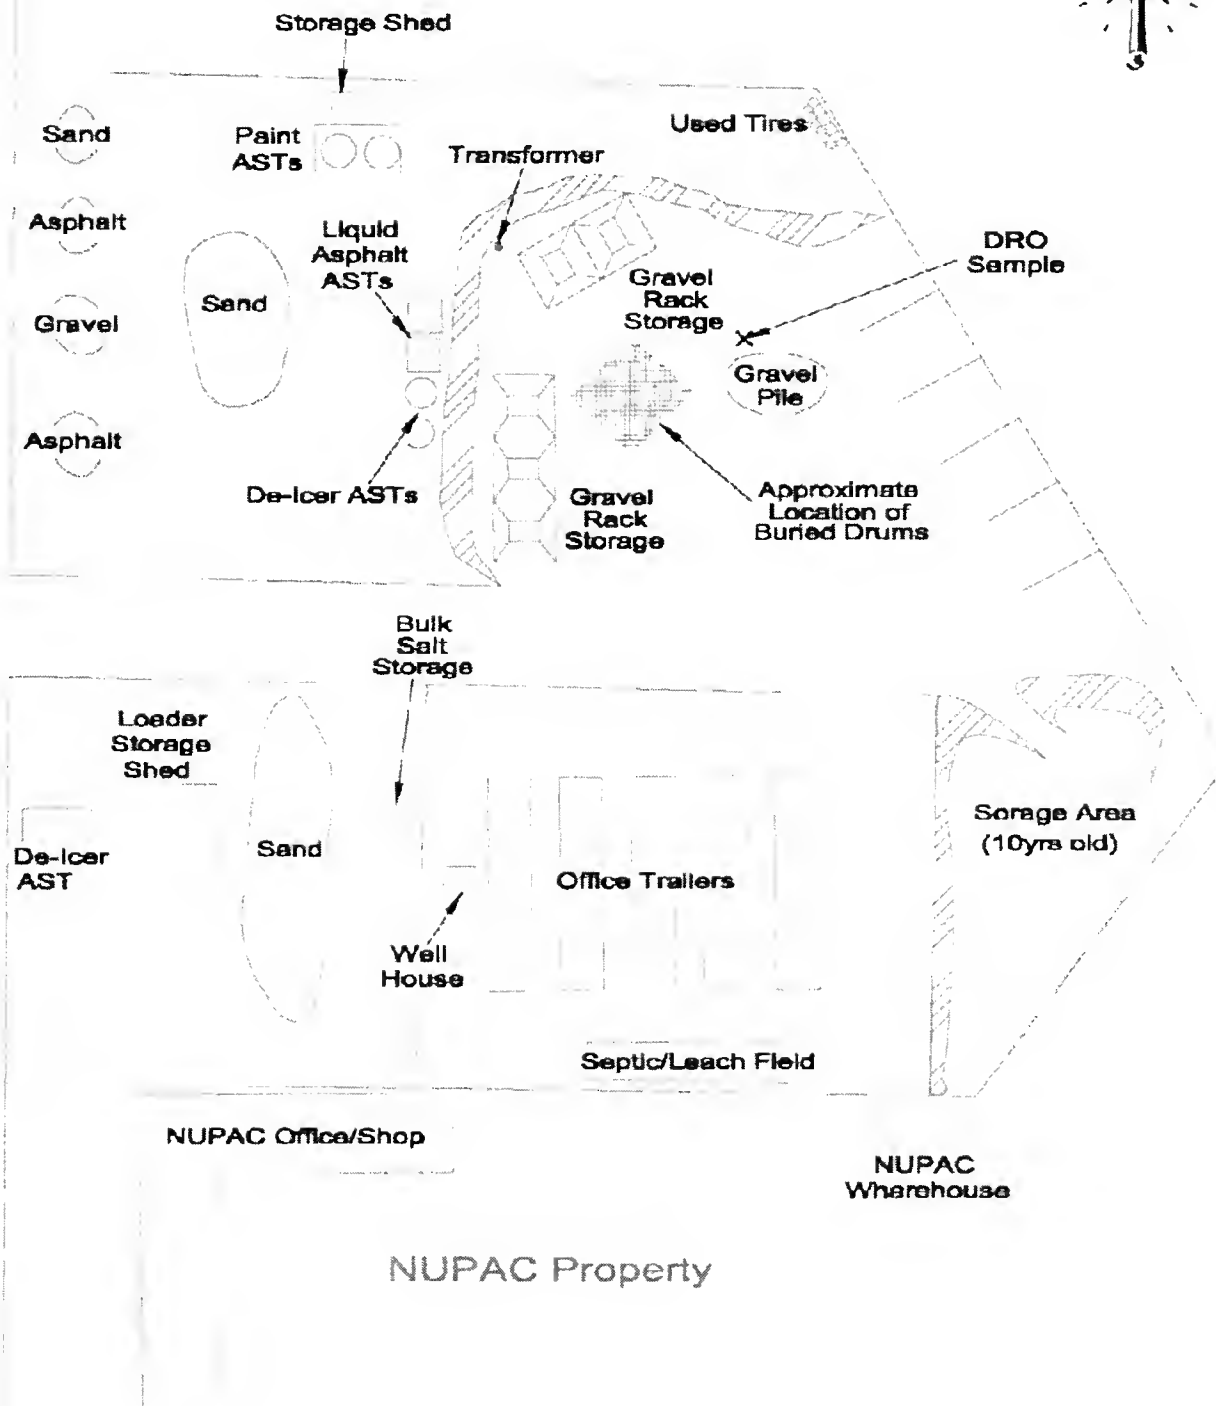 S
Storage Shed
Used Tires
Sand
Paint
ASTs
Transformer
Asphalt
Liquid
Asphalt
ASTs
DRO
Sample
Gravel
Rack
Storage
Sand
Gravel
Gravel
Pile
Asphalt
De-Icer ASTs
Gravel
Rack
Storage
Approximate
Location of
Buried Drums
Bulk
Salt
Storage
Loader
Storage
Shed
Sorage Area
(10yrs old)
De-Icer
AST
Sand
Office Trailers
Well
House
Septic/Leach Field
NUPAC Office/Shop
NUPAC
Wharehouse
NUPAC Property